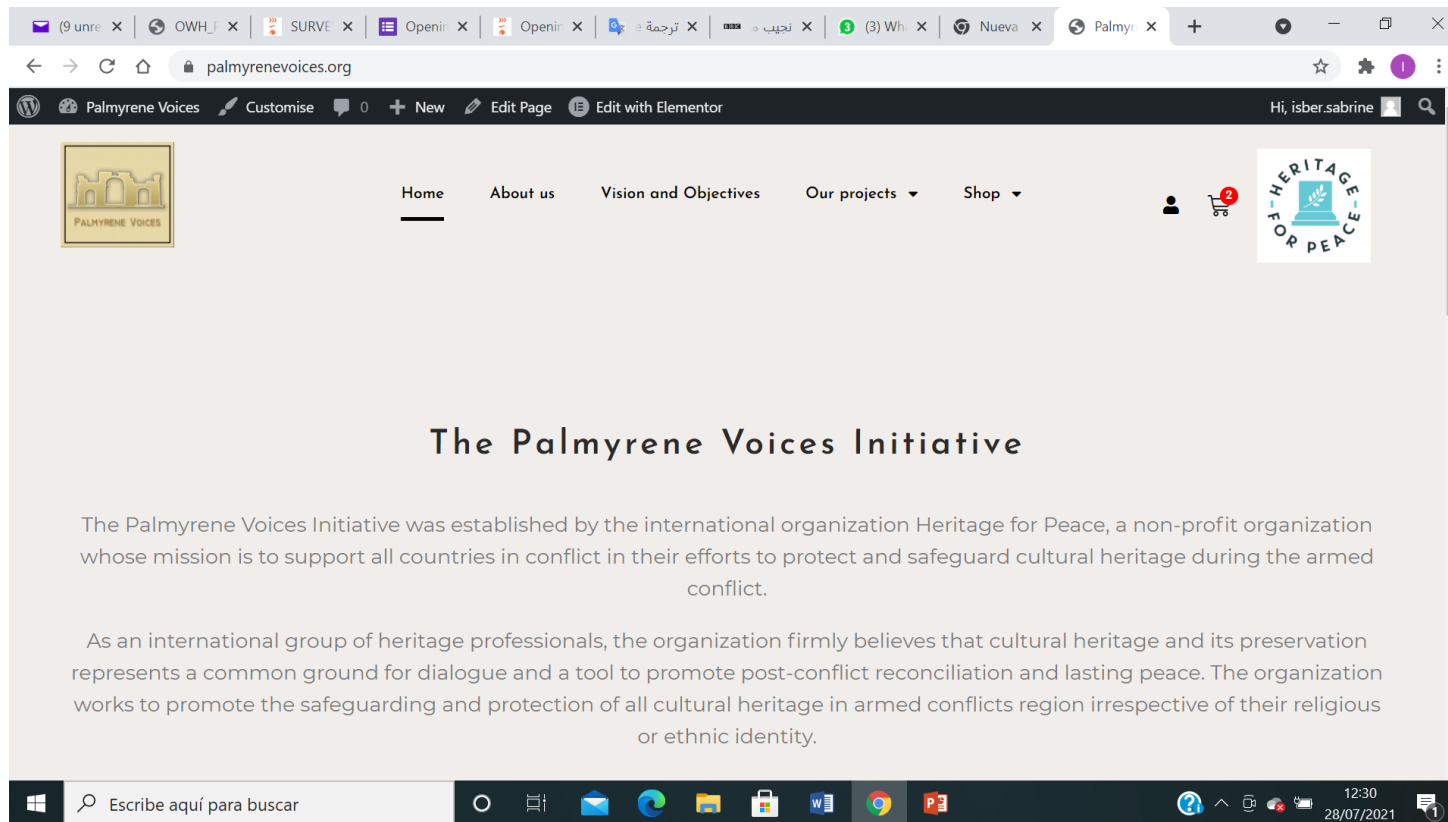 (9 unre
OWH_F
SURVE
Openin
Openin
ترجمة e
BBC نجيب م
3 (3) Wh
Nueva
Palmyr
palmyrenevoices.org
I
Palmyrene Voices Customise 0 New Edit Page Edit with Elementor Hi, isber.sabrine
PALMYRENE VOICES
Home About us Vision and Objectives Our projects Shop
2
HERITAGE
FOR PEACE
The Palmyrene Voices Initiative
The Palmyrene Voices Initiative was established by the international organization Heritage for Peace, a non-profit organization
whose mission is to support all countries in conflict in their efforts to protect and safeguard cultural heritage during the armed
conflict.
As an international group of heritage professionals, the organization firmly believes that cultural heritage and its preservation
represents a common ground for dialogue and a tool to promote post-conflict reconciliation and lasting peace. The organization
works to promote the safeguarding and protection of all cultural heritage in armed conflicts region irrespective of their religious
or ethnic identity.
Escribe aquí para buscar
12:30
28/07/2021
1